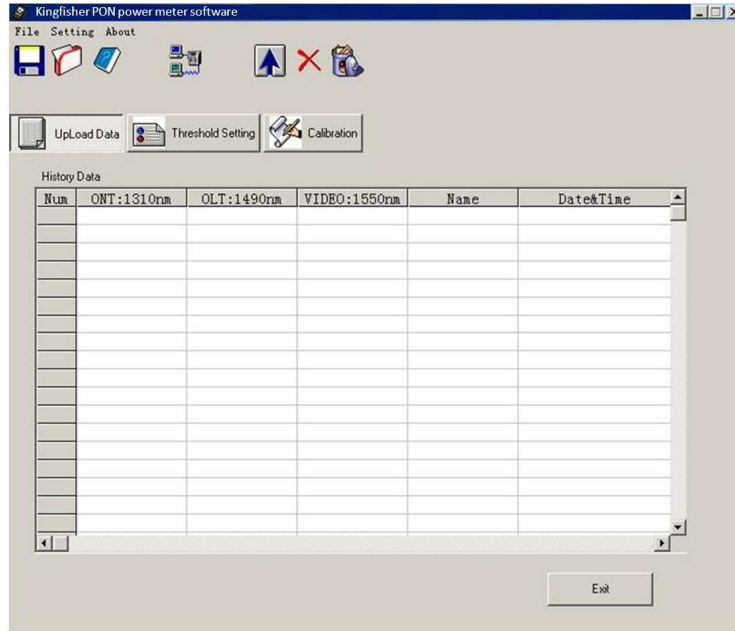 Kingfisher PON power meter software
File Setting About
UpLoad Data Threshold Setting Calibration
History Data
Num ONT:1310nm OLT:1490nm VIDEO:1550nm Name Date&Time
Exit